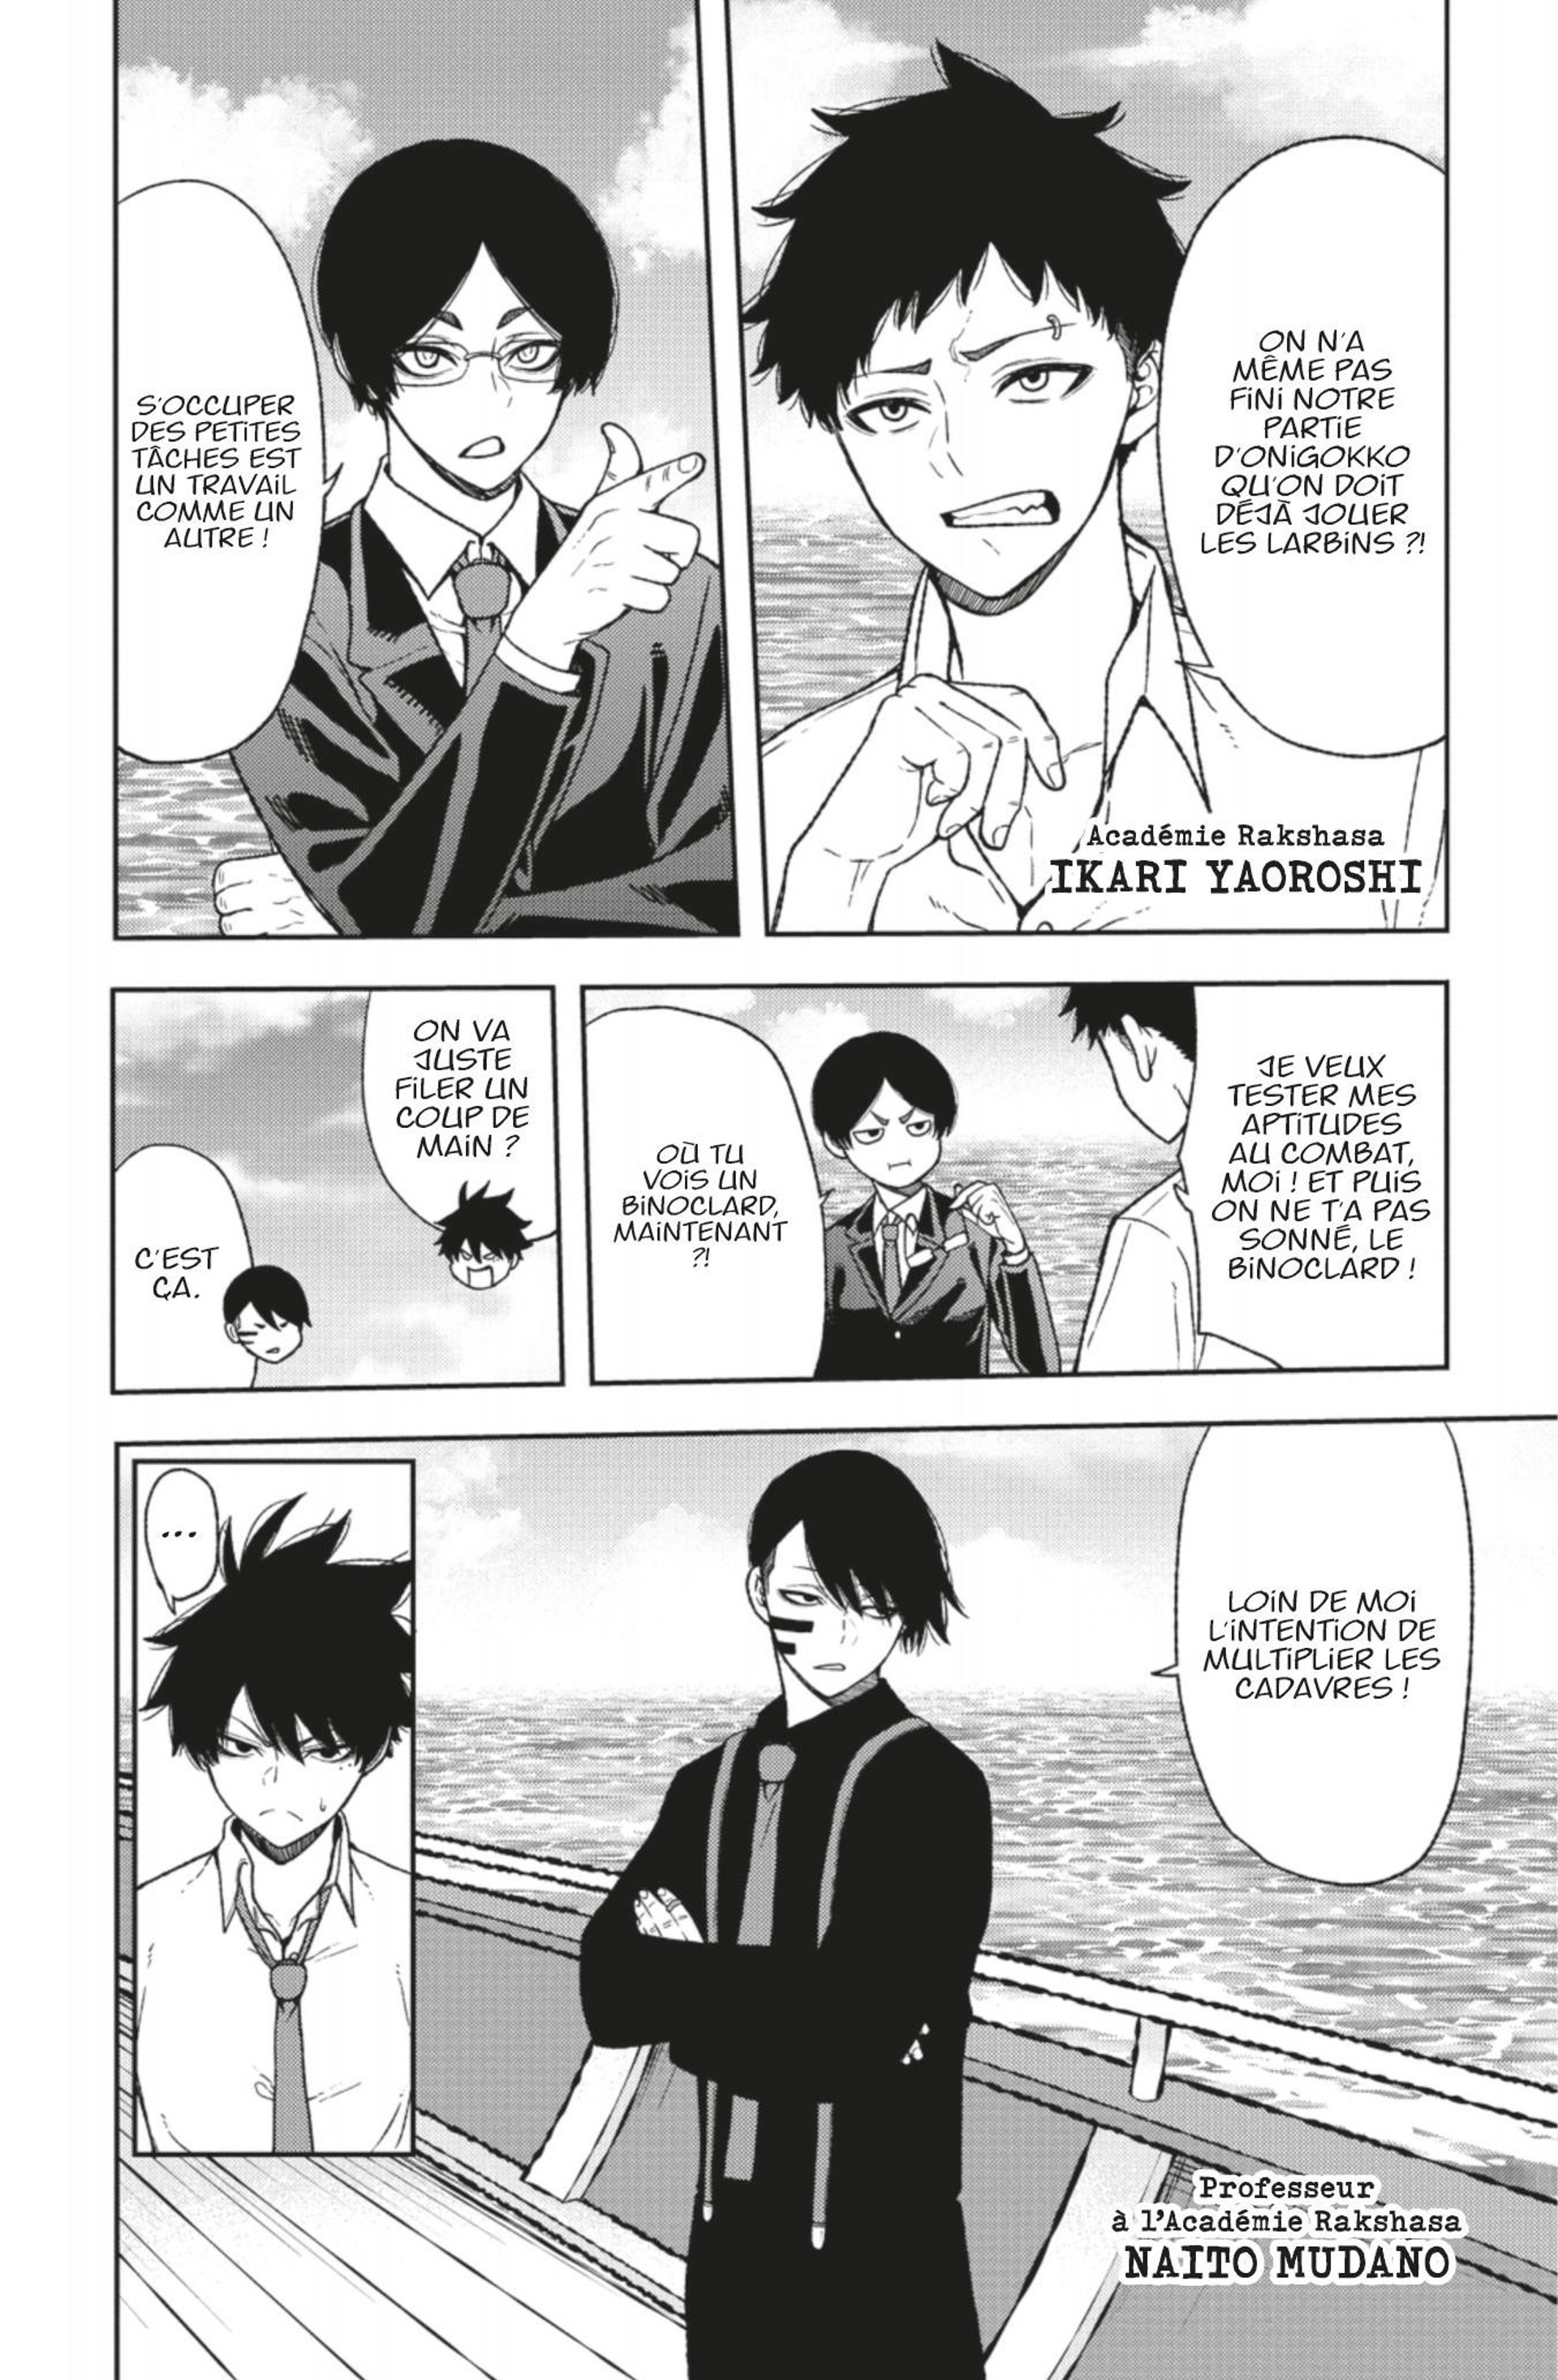 ON N'A
MÊME PAS
FINI NOTRE
PARTIE
D'ONIGOKKO
QU'ON DOIT
DÉJÀ JOUER
LES LARBINS ?!
Académie Rakshasa
IKARI YAOROSHI
S'OCCUPER
DES PETITES
TÂCHES EST
UN TRAVAIL
COMME UN
AUTRE !
JE VEUX
TESTER MES
APTITUDES
AU COMBAT,
MOI ! ET PUIS
ON NE T'A PAS
SONNÉ, LE
BINOCLARD !
OÙ TU
VOIS UN
BINOCLARD,
MAINTENANT
?!
ON VA
JUSTE
FILER UN
COUP DE
MAIN ?
C'EST
ÇA.
LOIN DE MOI
L'INTENTION DE
MULTIPLIER LES
CADAVRES !
Professeur
à l'Académie Rakshasa
NAITO MUDANO
...